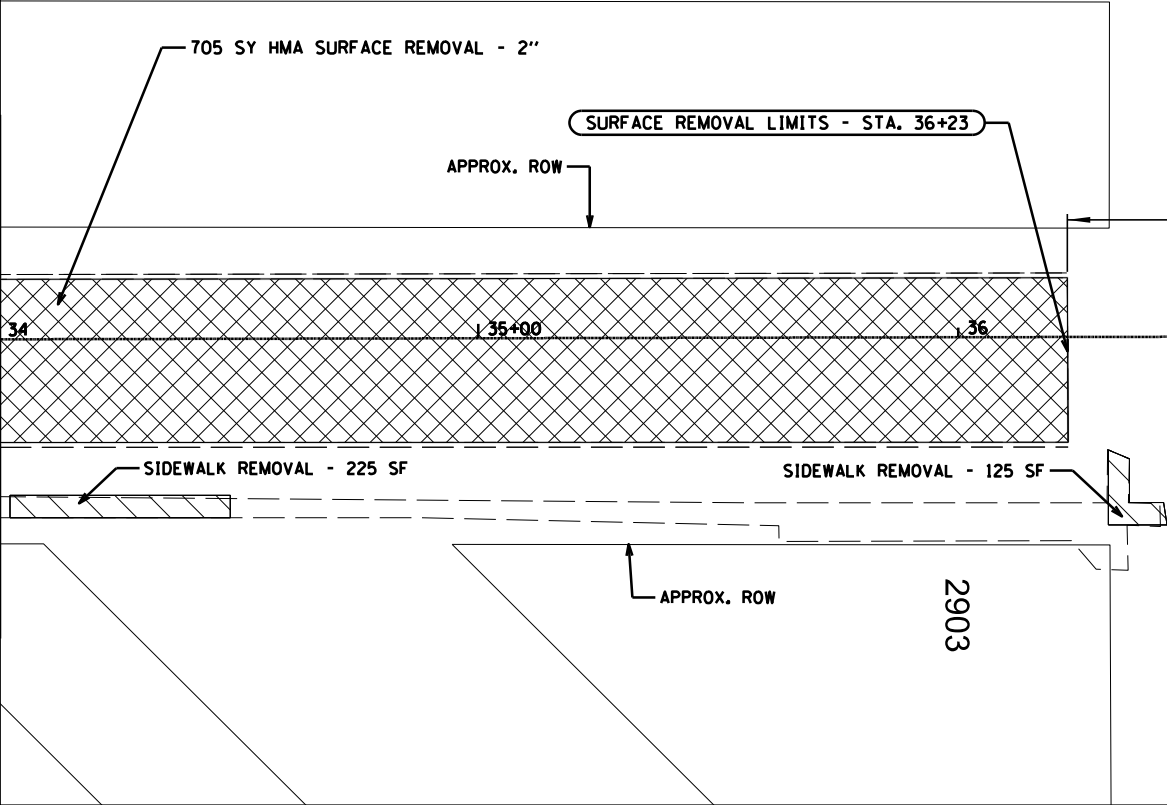 705 SY HMA SURFACE REMOVAL - 2"
SURFACE REMOVAL LIMITS - STA. 36+23
APPROX. ROW
34
35+00
36
SIDEWALK REMOVAL - 225 SF
SIDEWALK REMOVAL - 125 SF
APPROX. ROW
2903